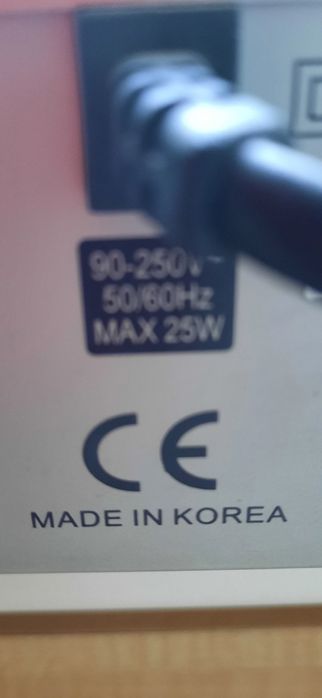 90-250V~
50/60Hz
MAX 25W
CE
MADE IN KOREA